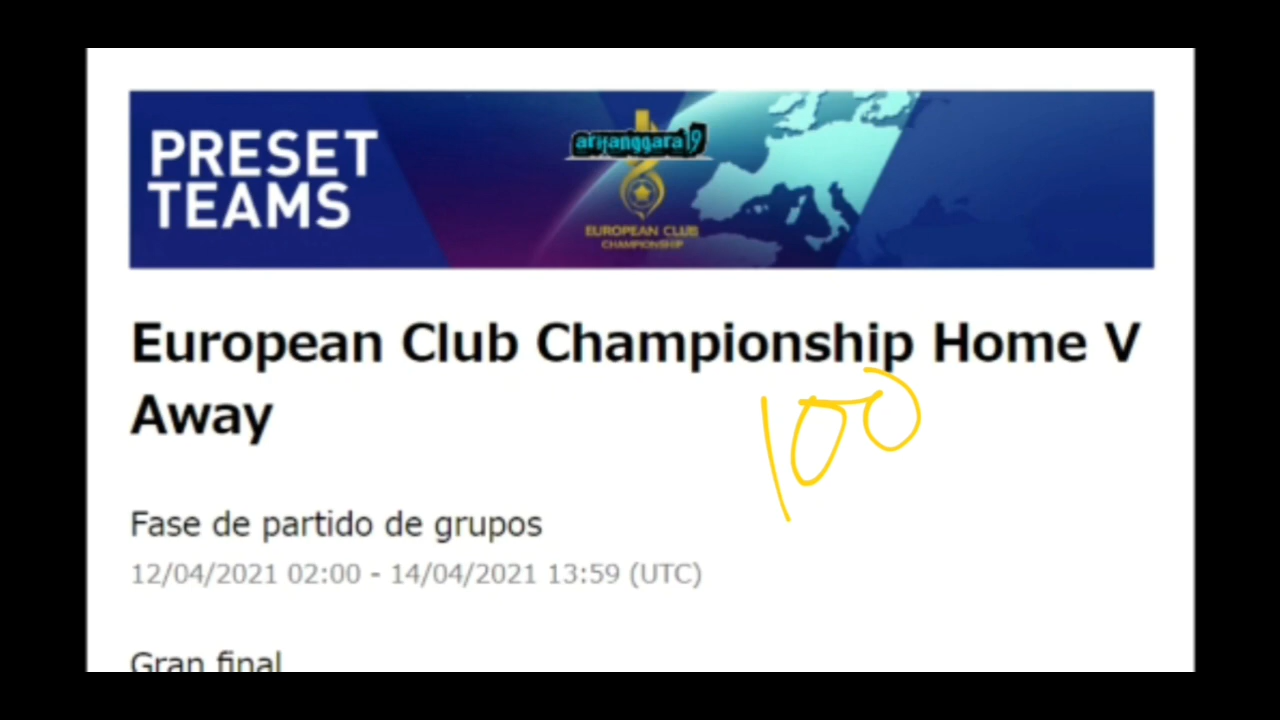 PRESET
TEAMS
arijanggara19
EUROPEAN CLUB
CHAMPIONSHIP
European Club Championship Home V
Away
100
Fase de partido de grupos
12/04/2021 02:00 - 14/04/2021 13:59 (UTC)
Gran final